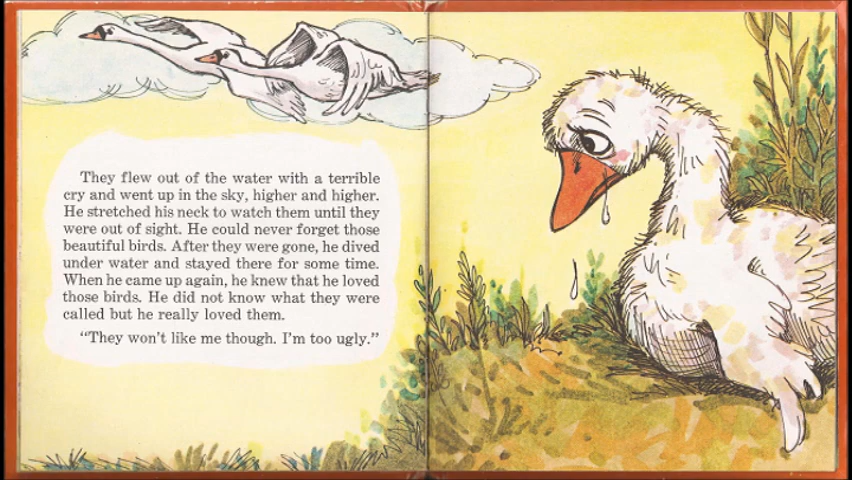 They flew out of the water with a terrible
cry and went up in the sky, higher and higher.
He stretched his neck to watch them until they
were out of sight. He could never forget those
beautiful birds. After they were gone, he dived
under water and stayed there for some time.
When he came up again, he knew that he loved
those birds. He did not know what they were
called but he really loved them.
“They won’t like me though. I’m too ugly.”